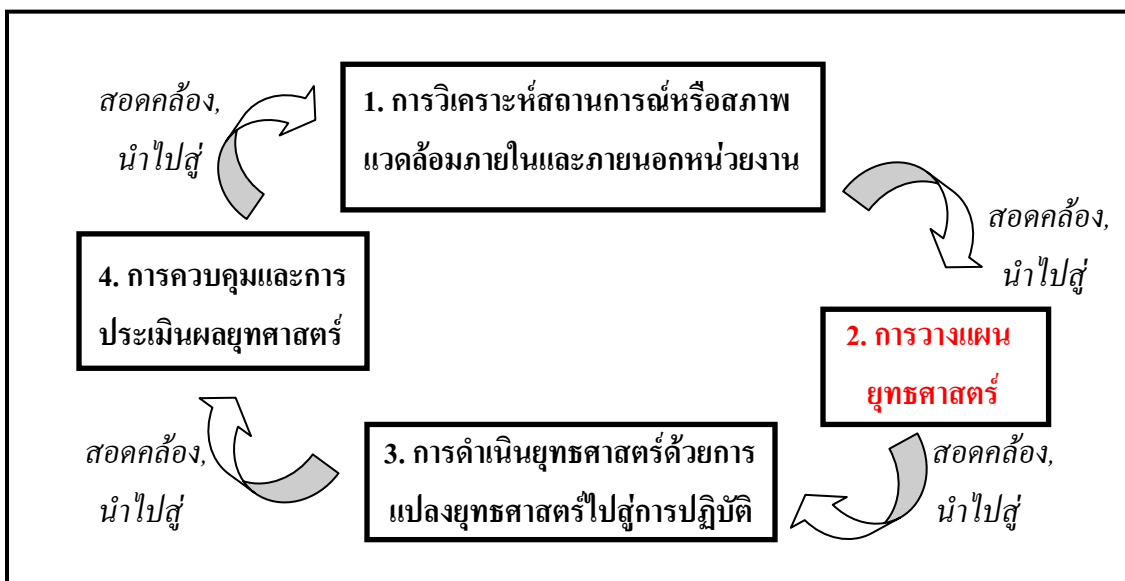 สอดคล้อง,
นำไปสู่
1. การวิเคราะห์สถานการณ์หรือสภาพ
แวดล้อมภายในและภายนอกหน่วยงาน
สอดคล้อง,
นำไปสู่
2. การวางแผน
ยุทธศาสตร์
สอดคล้อง,
นำไปสู่
3. การดำเนินยุทธศาสตร์ด้วยการ
แปลงยุทธศาสตร์ไปสู่การปฏิบัติ
สอดคล้อง,
นำไปสู่
4. การควบคุมและการ
ประเมินผลยุทศาสตร์